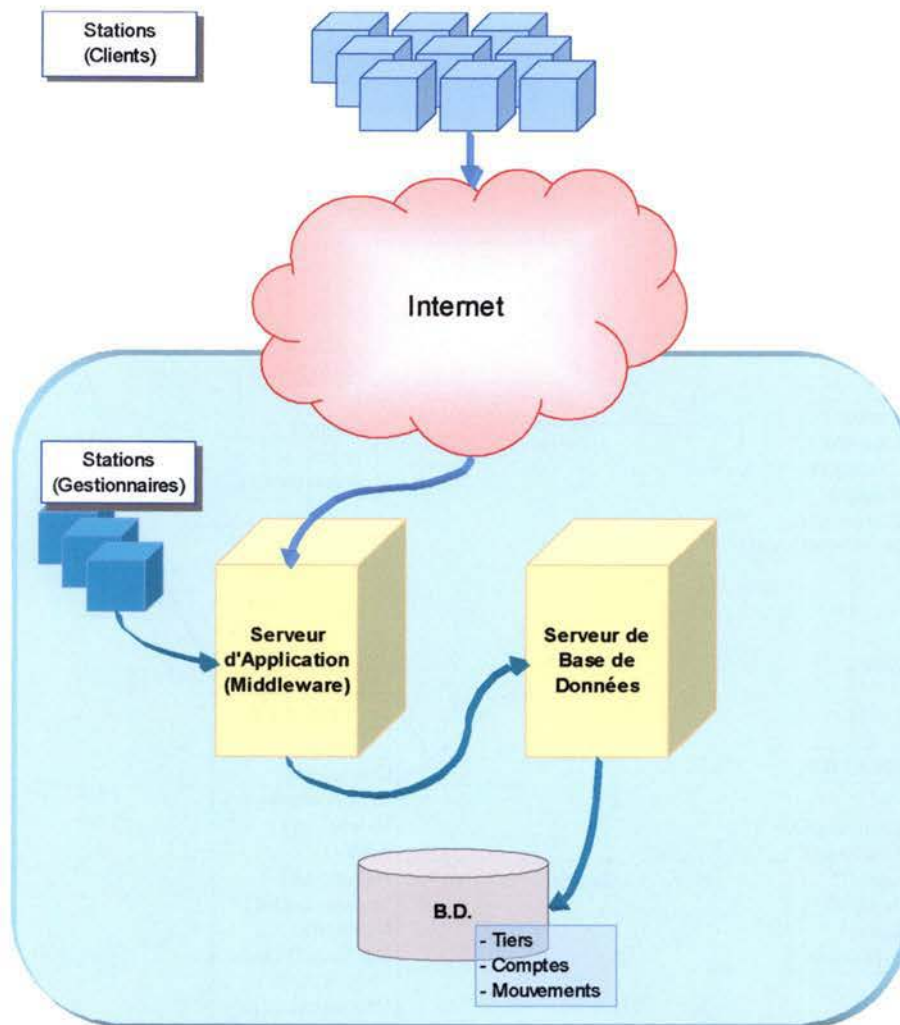 Stations
(Clients)
Internet
Stations
(Gestionnaires)
Serveur
d'Application
(Middleware)
Serveur de
Base de
Données
B.D.
- Tiers
- Comptes
- Mouvements